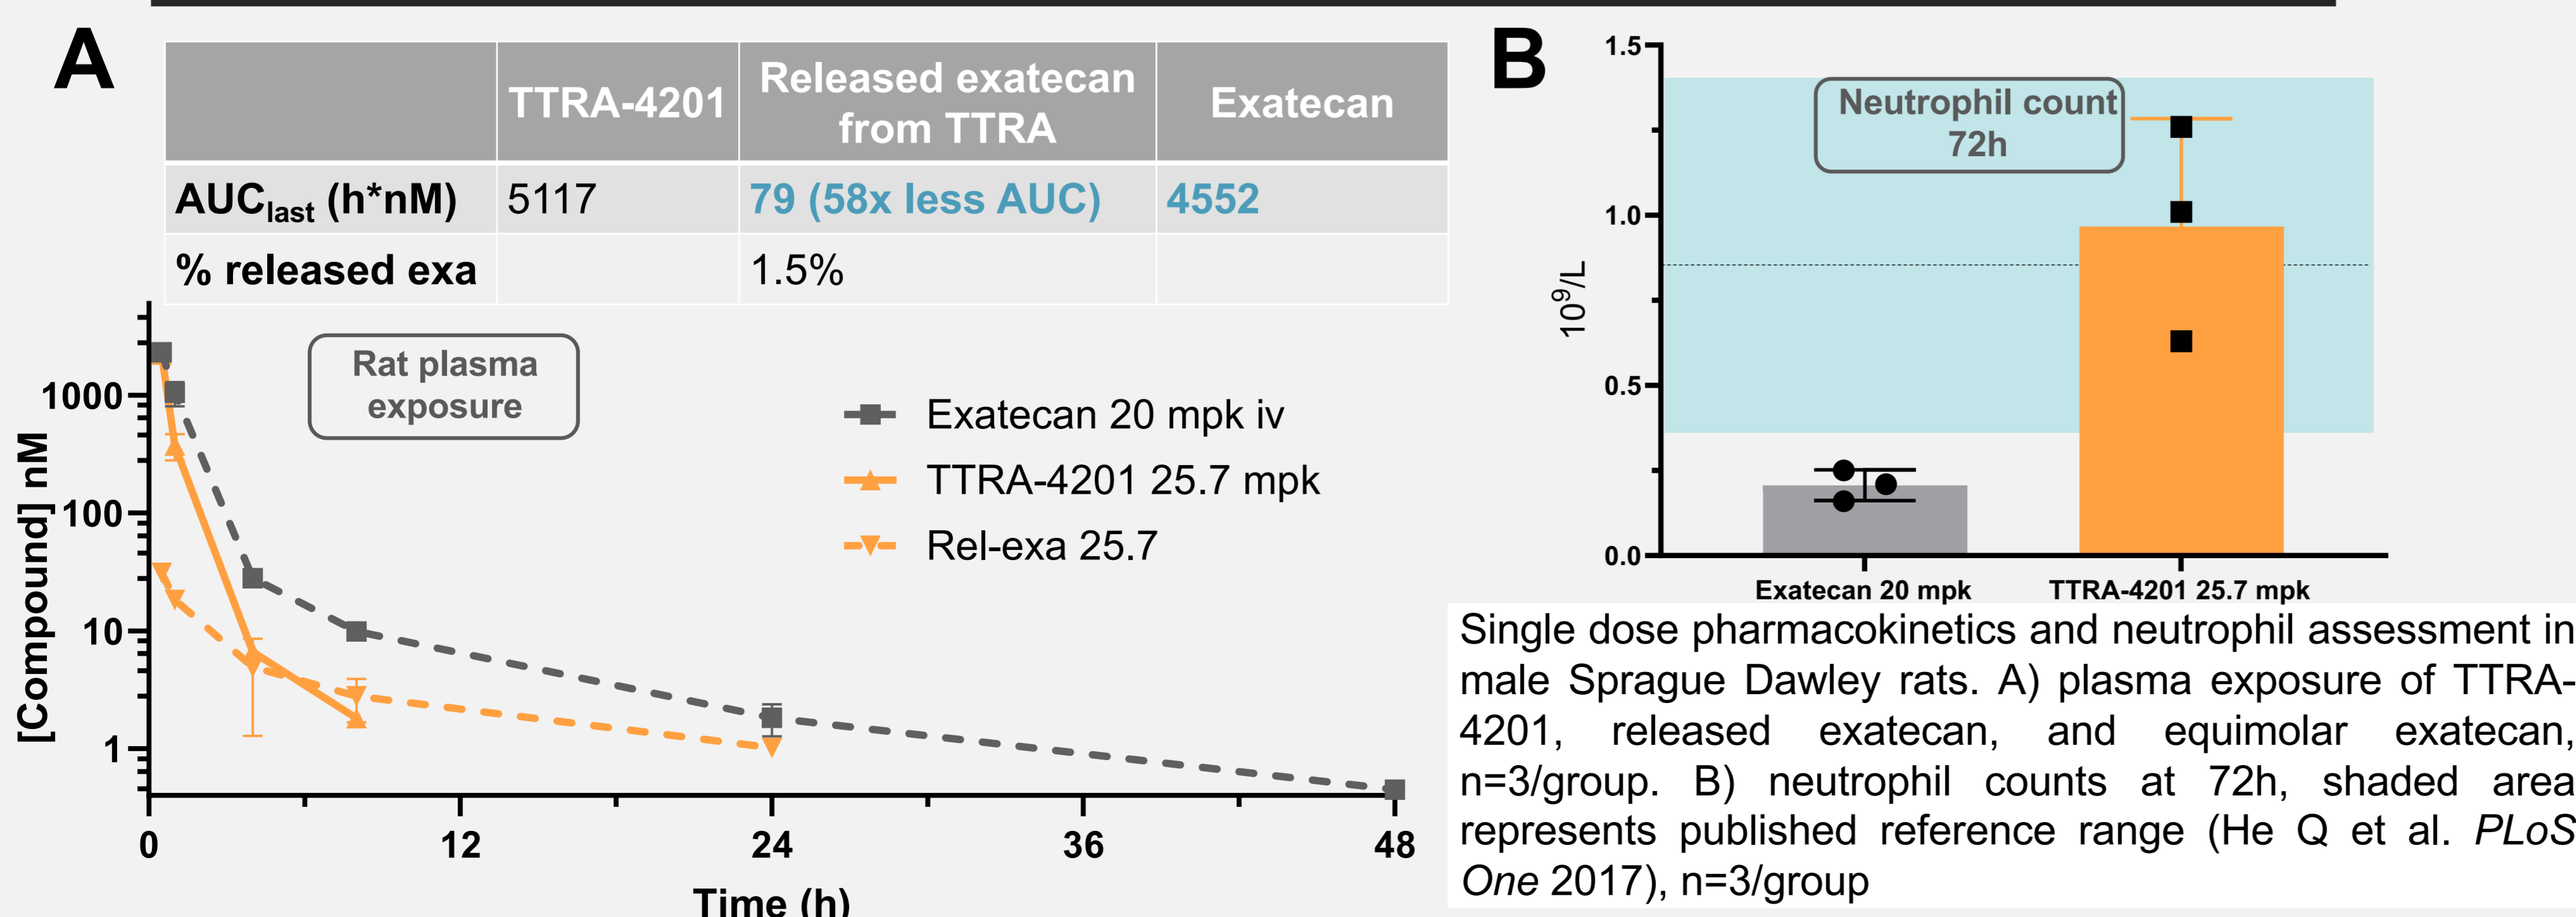 A
TTRA-4201
Released exatecan
from TTRA
Exatecan
AUClast (h*nM)
5117
79 (58x less AUC)
4552
% released exa
1.5%
Rat plasma
exposure
Exatecan 20 mpk iv
TTRA-4201 25.7 mpk
Rel-exa 25.7
[Compound] nM
1000
100
10
1
0
12
24
36
48
Time (h)
B
Neutrophil count
72h
10⁹/L
1.5
1.0
0.5
0.0
Exatecan 20 mpk
TTRA-4201 25.7 mpk
Single dose pharmacokinetics and neutrophil assessment in
male Sprague Dawley rats. A) plasma exposure of TTRA-
4201, released exatecan, and equimolar exatecan,
n=3/group. B) neutrophil counts at 72h, shaded area
represents published reference range (He Q et al. PLoS
One 2017), n=3/group